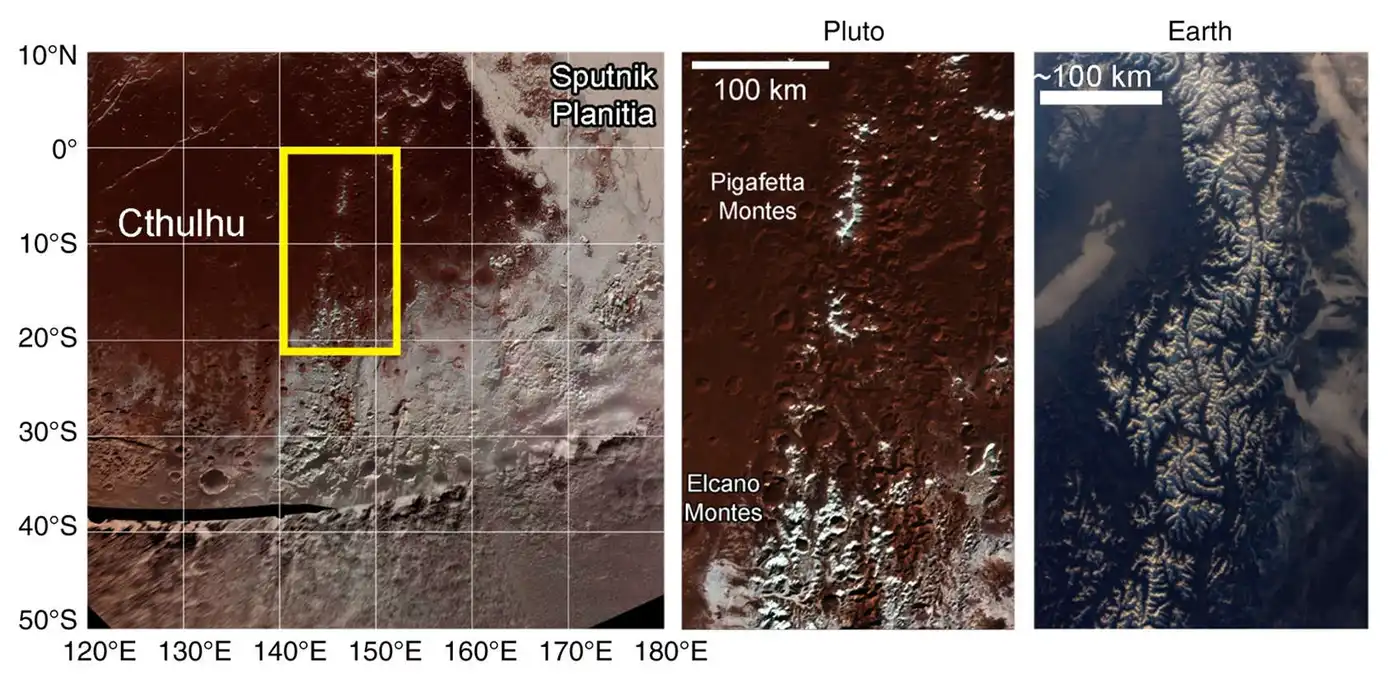 Pluto
Earth
10°N
0°
10°S
20°S
30°S
40°S
50°S
120°E 130°E 140°E 150°E 160°E 170°E 180°E
Sputnik
Planitia
Cthulhu
100 km
Pigafetta
Montes
Elcano
Montes
~100 km